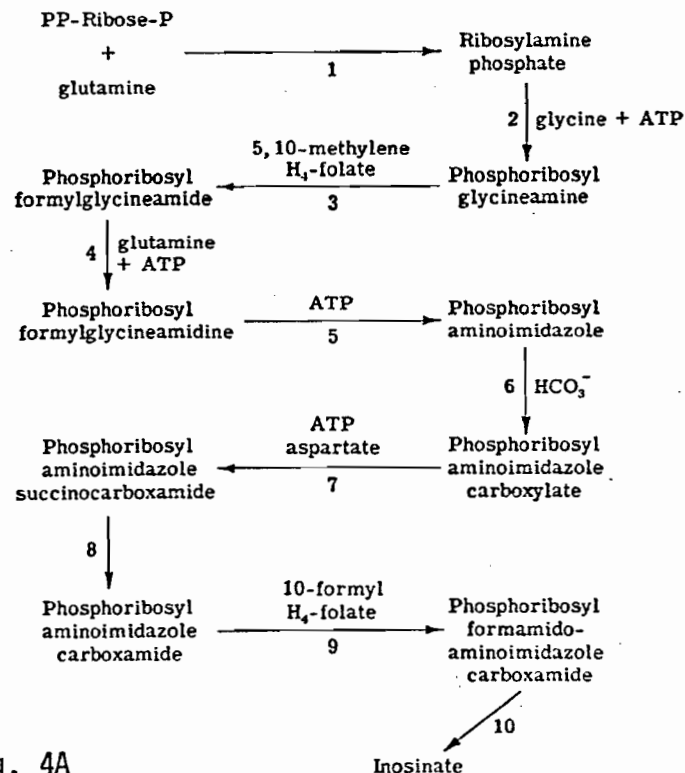 PP-Ribose-P
+
glutamine
1
Ribosylamine
phosphate
2 glycine + ATP
5, 10-methylene
H₄-folate
3
Phosphoribosyl
glycineamine
Phosphoribosyl
formylglycineamide
4 glutamine
+ ATP
Phosphoribosyl
formylglycineamidine
ATP
5
Phosphoribosyl
aminoimidazole
6 HCO₃⁻
Phosphoribosyl
aminoimidazole
carboxylate
ATP
aspartate
7
Phosphoribosyl
aminoimidazole
succinocarboxamide
8
Phosphoribosyl
aminoimidazole
carboxamide
10-formyl
H₄-folate
9
Phosphoribosyl
formamido-
aminoimidazole
carboxamide
10
Inosinate
. 4A